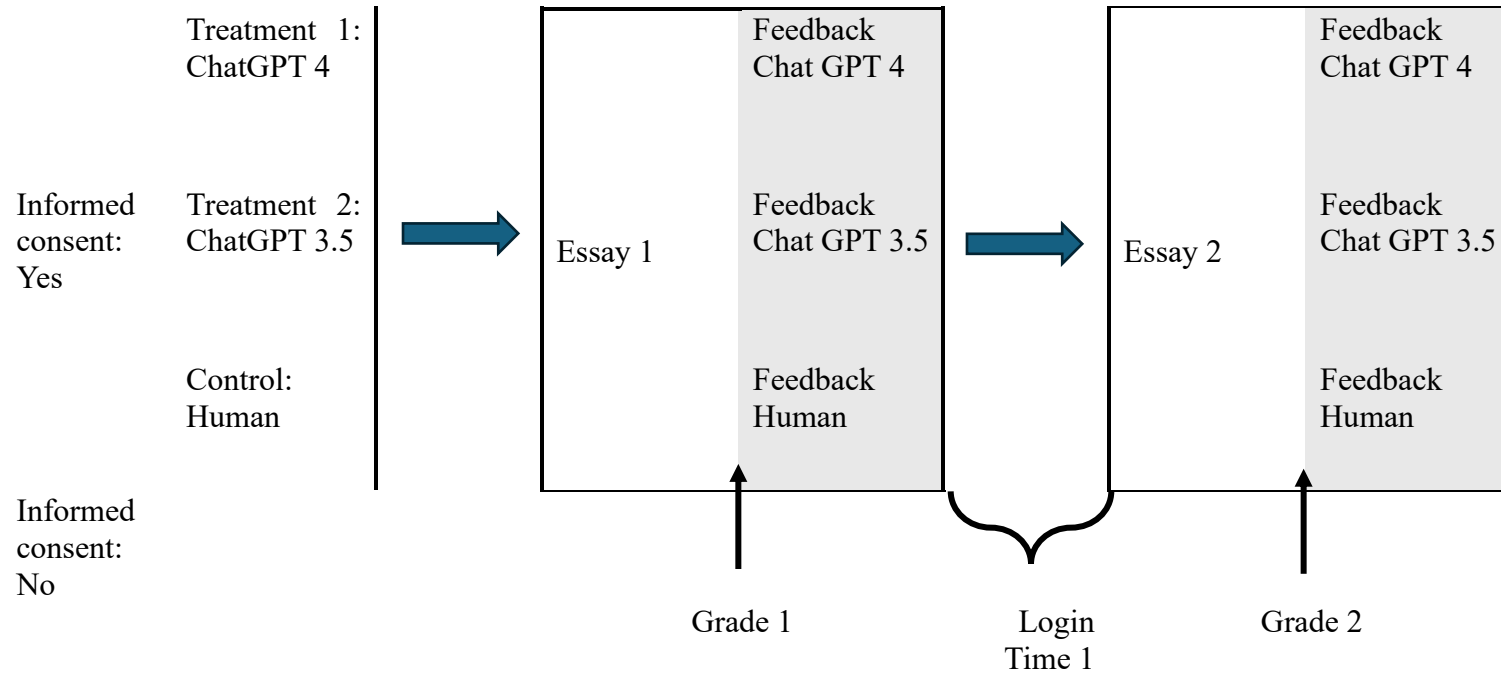 Treatment 1:
ChatGPT 4
Feedback
Chat GPT 4
Feedback
Chat GPT 4
Informed
consent:
Yes
Treatment 2:
ChatGPT 3.5
Essay 1
Feedback
Chat GPT 3.5
Essay 2
Feedback
Chat GPT 3.5
Control:
Human
Feedback
Human
Feedback
Human
Informed
consent:
No
Grade 1
Login
Time 1
Grade 2